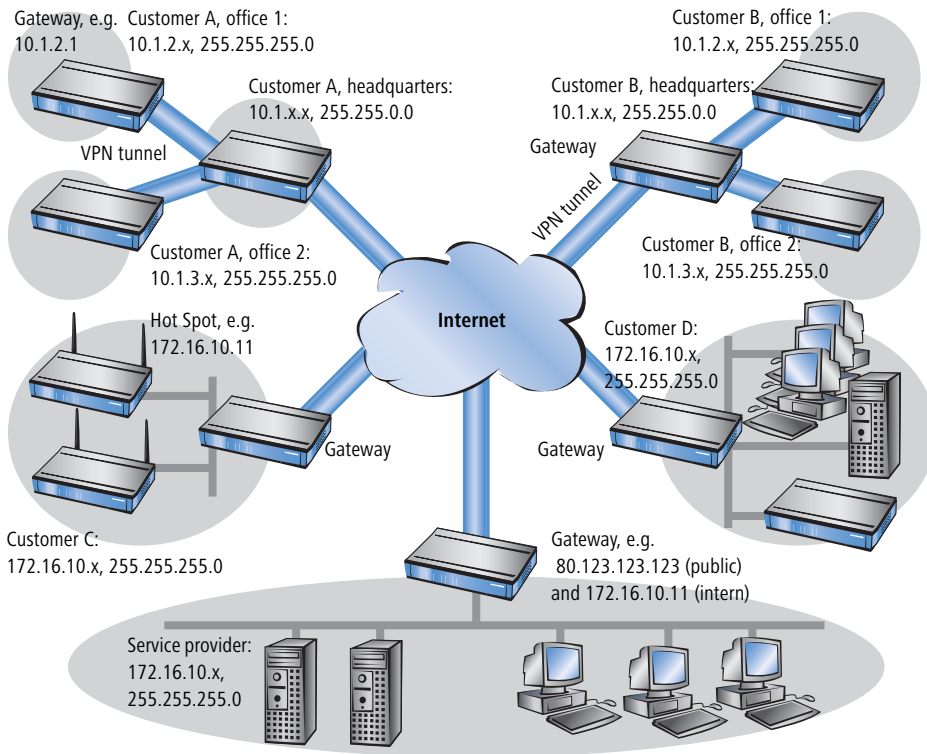 Gateway, e.g.
10.1.2.1
Customer A, office 1:
10.1.2.x, 255.255.255.0
Customer A, headquarters:
10.1.x.x, 255.255.0.0
VPN tunnel
Customer A, office 2:
10.1.3.x, 255.255.255.0
Customer B, office 1:
10.1.2.x, 255.255.255.0
Customer B, headquarters:
10.1.x.x, 255.255.0.0
Gateway
VPN tunnel
Customer B, office 2:
10.1.3.x, 255.255.255.0
Internet
Hot Spot, e.g.
172.16.10.11
Gateway
Customer C:
172.16.10.x, 255.255.255.0
Customer D:
172.16.10.x,
255.255.255.0
Gateway
Gateway, e.g.
80.123.123.123 (public)
and 172.16.10.11 (intern)
Service provider:
172.16.10.x,
255.255.255.0